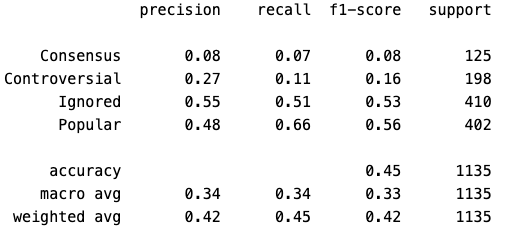 precision recall f1-score support
Consensus 0.08 0.07 0.08 125
Controversial 0.27 0.11 0.16 198
Ignored 0.55 0.51 0.53 410
Popular 0.48 0.66 0.56 402
accuracy 0.45 1135
macro avg 0.34 0.34 0.33 1135
weighted avg 0.42 0.45 0.42 1135